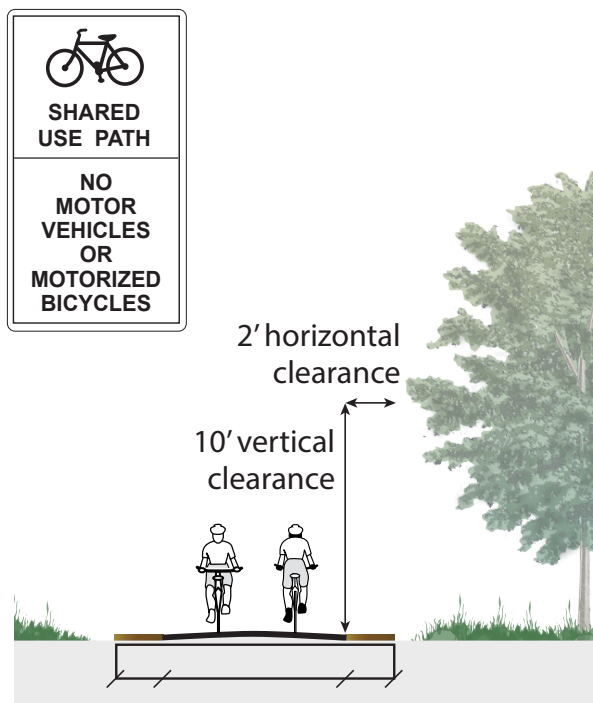 SHARED
USE PATH
NO
MOTOR
VEHICLES
OR
MOTORIZED
BICYCLES
2' horizontal
clearance
10' vertical
clearance